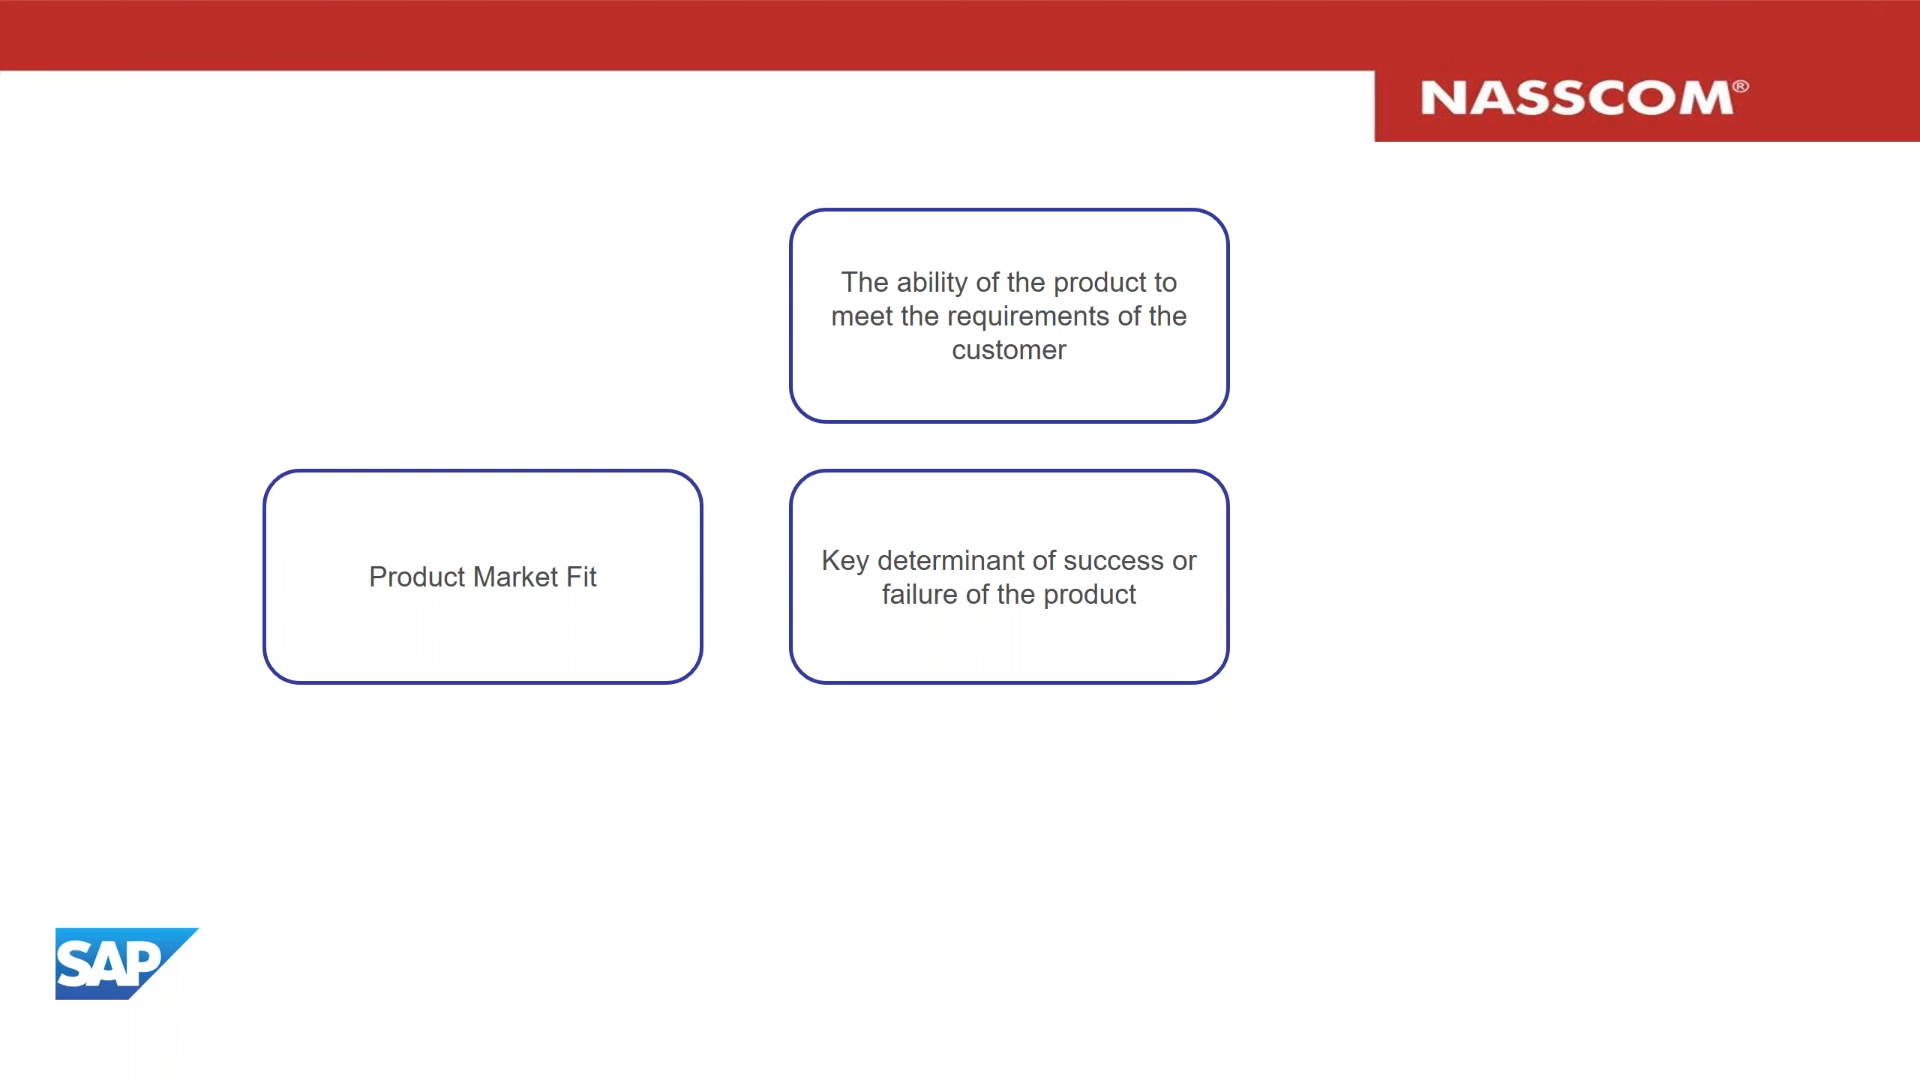 NASSCOM®
The ability of the product to
meet the requirements of the
customer
Product Market Fit
Key determinant of success or
failure of the product
SAP